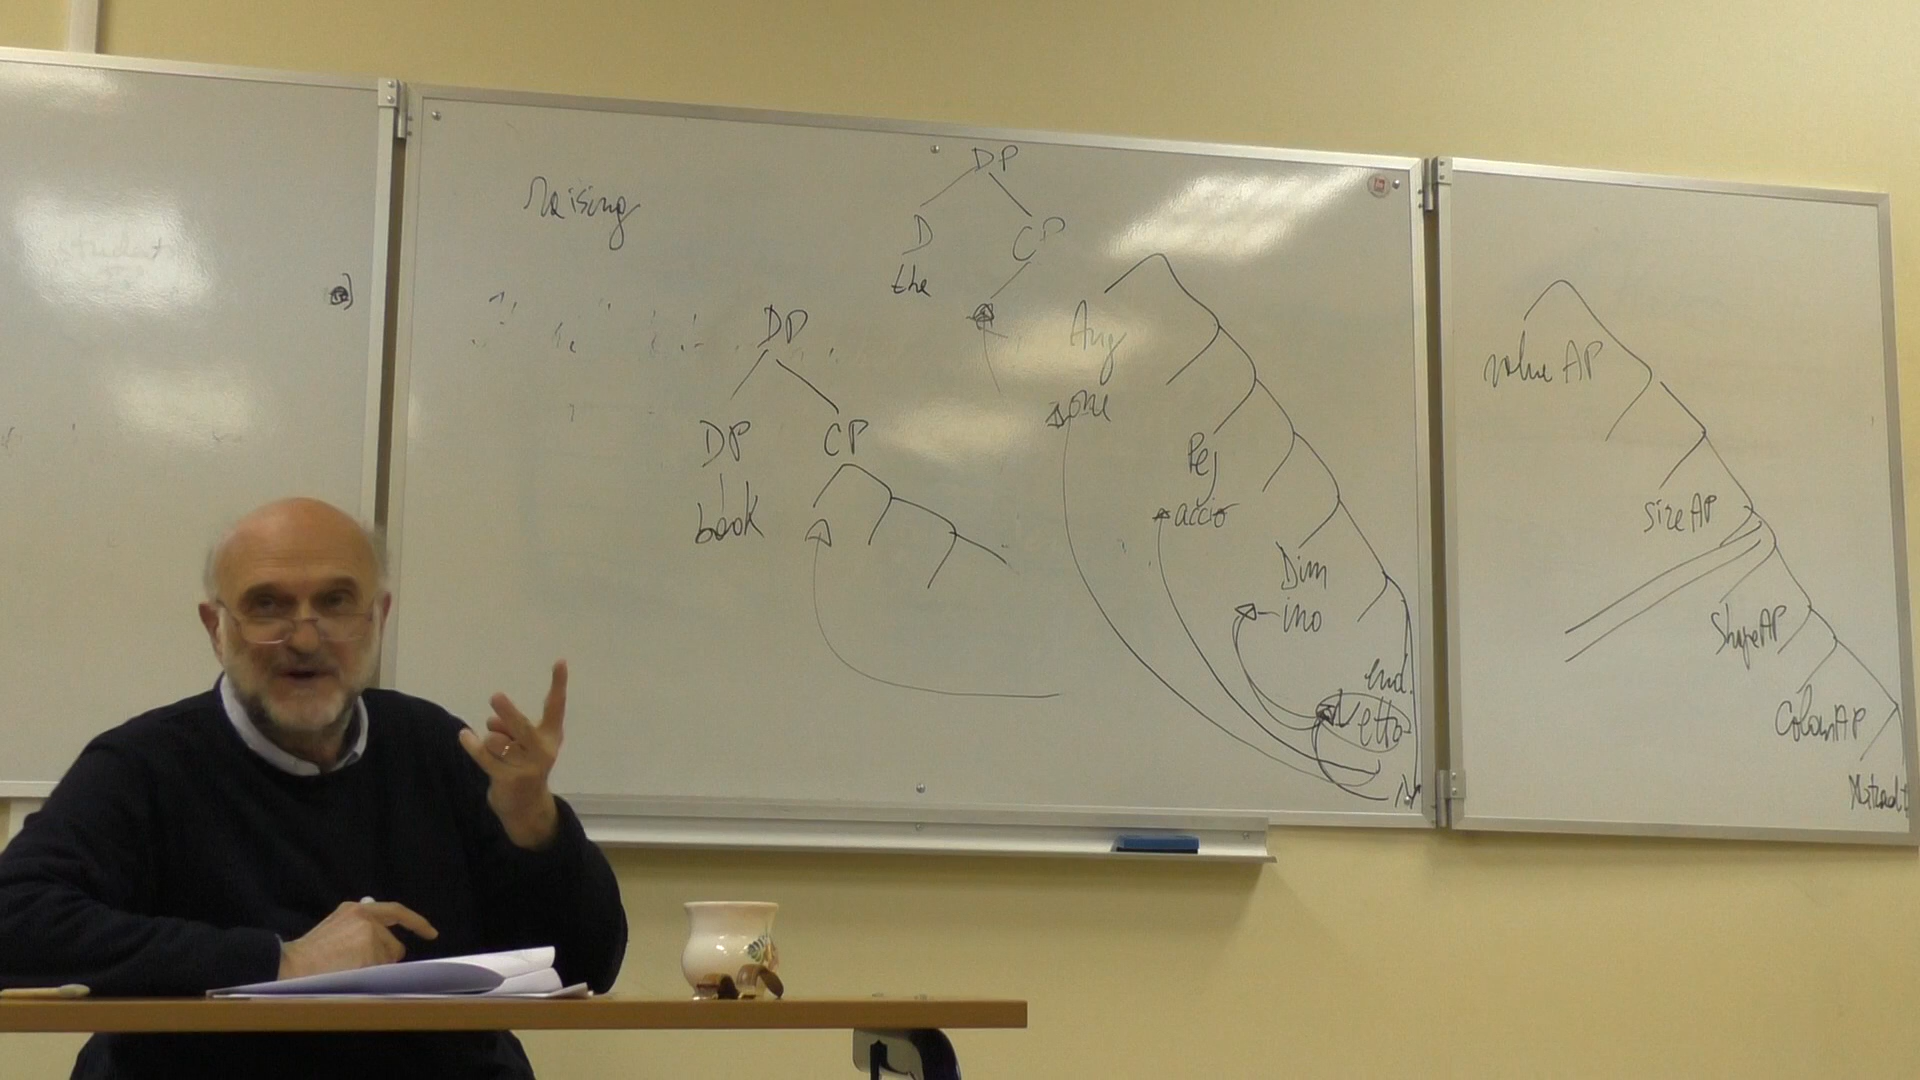 Raising
DP
D
CP
the
DP
DP
CP
book
Aug
one
Pej
accio
Dim
ino
end.
etto
N
value AP
size AP
Shape AP
Colour AP